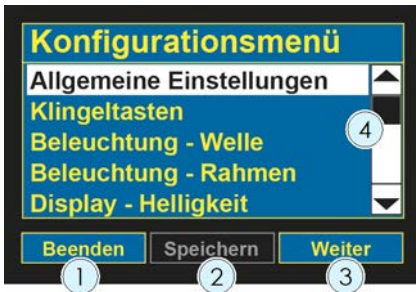 Konfigurationsmenü
Allgemeine Einstellungen
Klingeltasten
Beleuchtung - Welle
Beleuchtung - Rahmen
Display - Helligkeit
4
Beenden Speichern Weiter
1 2 3